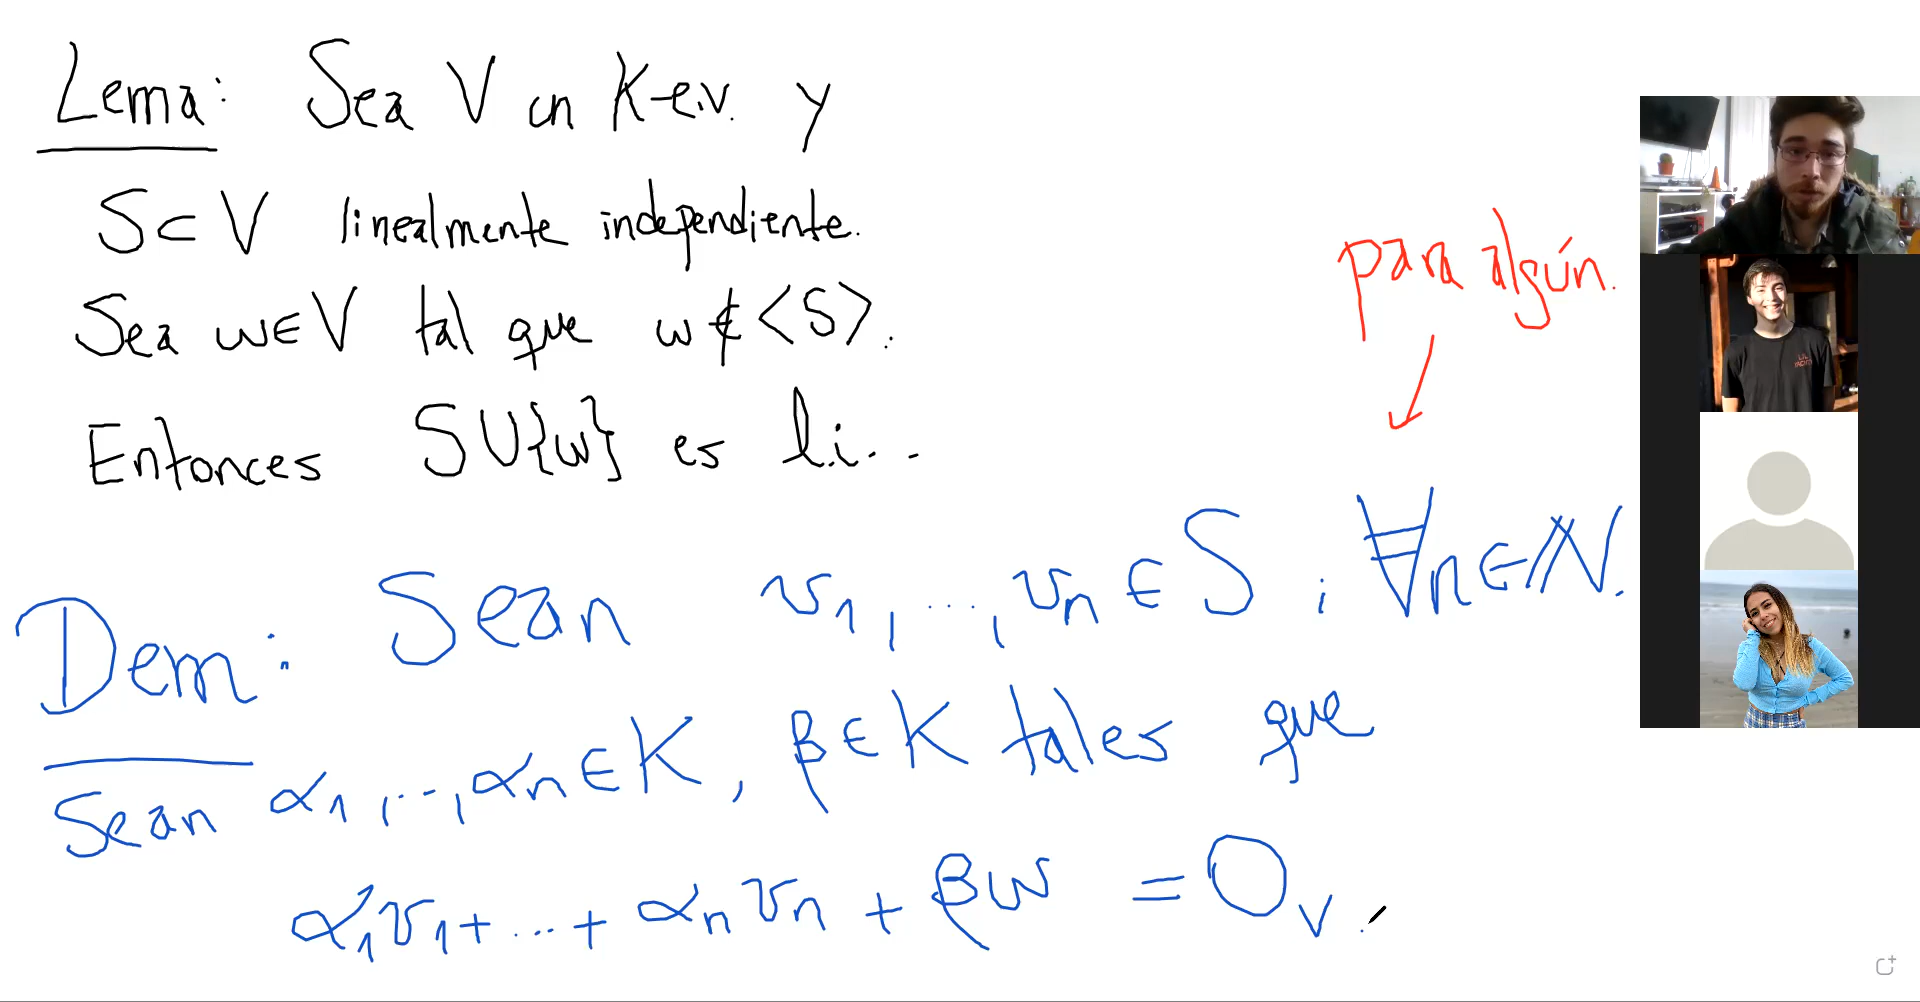 Lema: Sea V un K-e.v. y
S⊂V linealmente independiente.
Sea w∈V tal que w∉<S>.
Entonces S∪{w} es l.i..
para algún.
Dem: Sean v₁,...,vₙ∈S, ∀n∈ℕ.
Sean α₁,...,αₙ∈K, β∈K tales que
α₁v₁+...+αₙvₙ+βw = 0ᵥ.